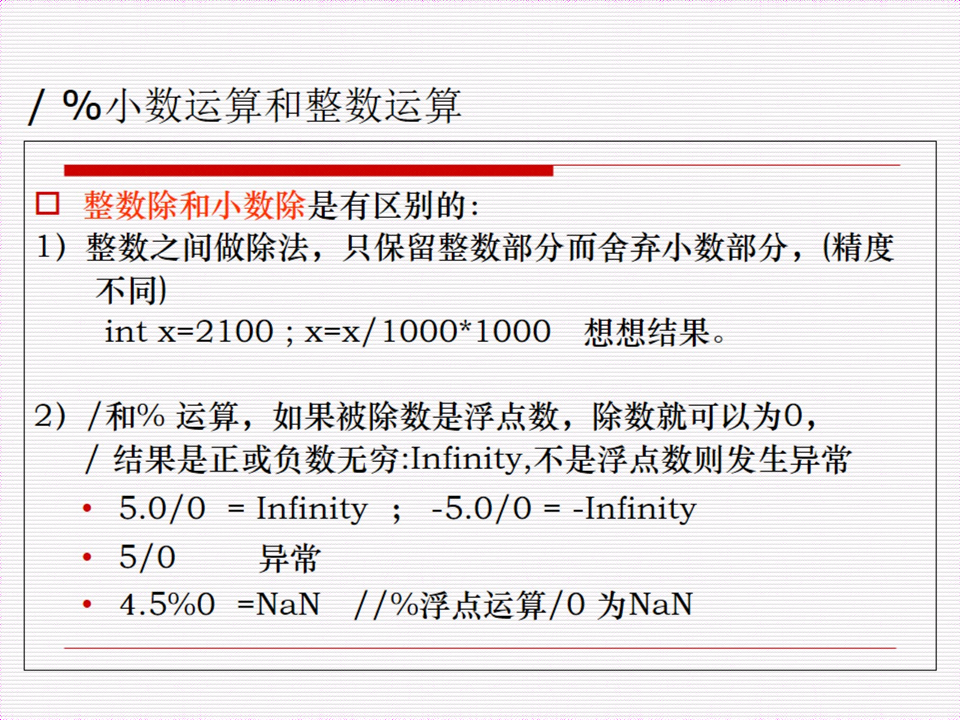 / %小数运算和整数运算
整数除和小数除是有区别的：
1）整数之间做除法，只保留整数部分而舍弃小数部分，(精度
不同)
int x=2100 ; x=x/1000*1000 想想结果。
2）/和% 运算，如果被除数是浮点数，除数就可以为0，
/ 结果是正或负数无穷:Infinity,不是浮点数则发生异常
• 5.0/0 = Infinity ； -5.0/0 = -Infinity
• 5/0 异常
• 4.5%0 =NaN //%浮点运算/0 为NaN